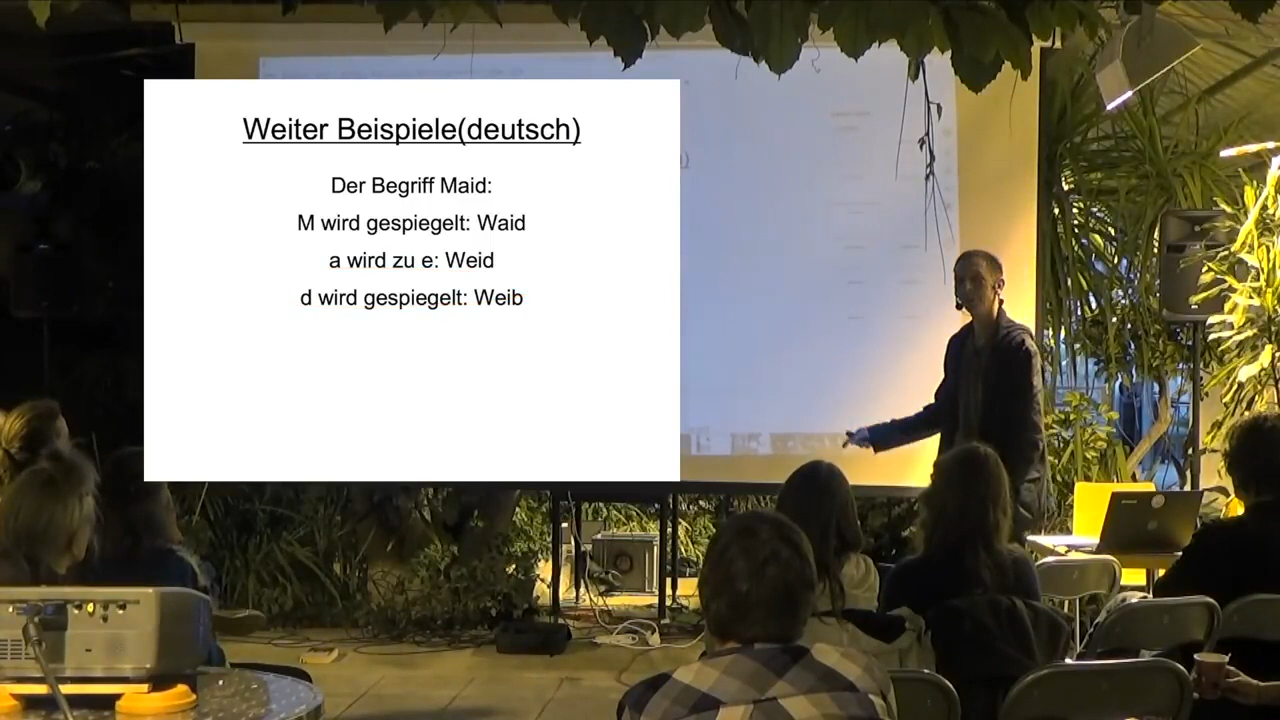 Weiter Beispiele(deutsch)
Der Begriff Maid:
M wird gespiegelt: Waid
a wird zu e: Weid
d wird gespiegelt: Weib